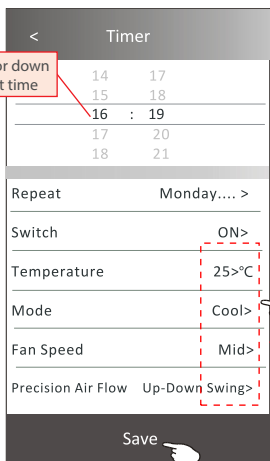 < Timer
or down
t time
14 17
15 18
16 : 19
17 20
18 21
Repeat Monday.... >
Switch ON>
Temperature 25>℃
Mode Cool>
Fan Speed Mid>
Precision Air Flow Up-Down Swing>
Save